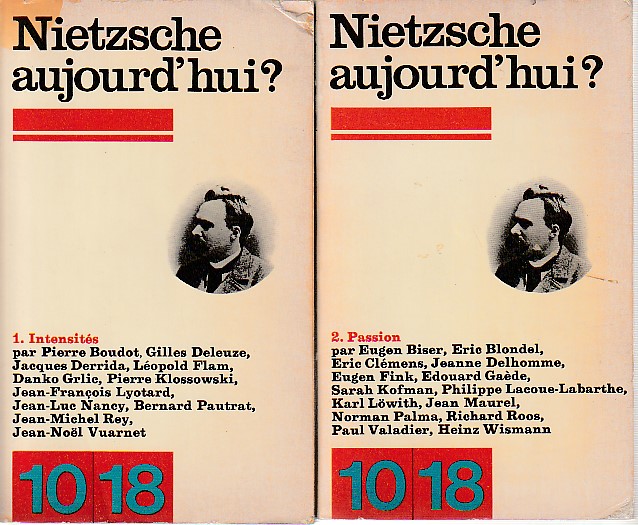 Nietzsche
aujourd'hui?
1. Intensités
par Pierre Boudot, Gilles Deleuze,
Jacques Derrida, Léopold Flam,
Danko Grlic, Pierre Klossowski,
Jean-François Lyotard,
Jean-Luc Nancy, Bernard Pautrat,
Jean-Michel Rey,
Jean-Noël Vuarnet
10 18
Nietzsche
aujourd'hui?
2. Passion
par Eugen Biser, Eric Blondel,
Eric Clémens, Jeanne Delhomme,
Eugen Fink, Edouard Gaède,
Sarah Kofman, Philippe Lacoue-Labarthe,
Karl Löwith, Jean Maurel,
Norman Palma, Richard Roos,
Paul Valadier, Heinz Wismann
10 18